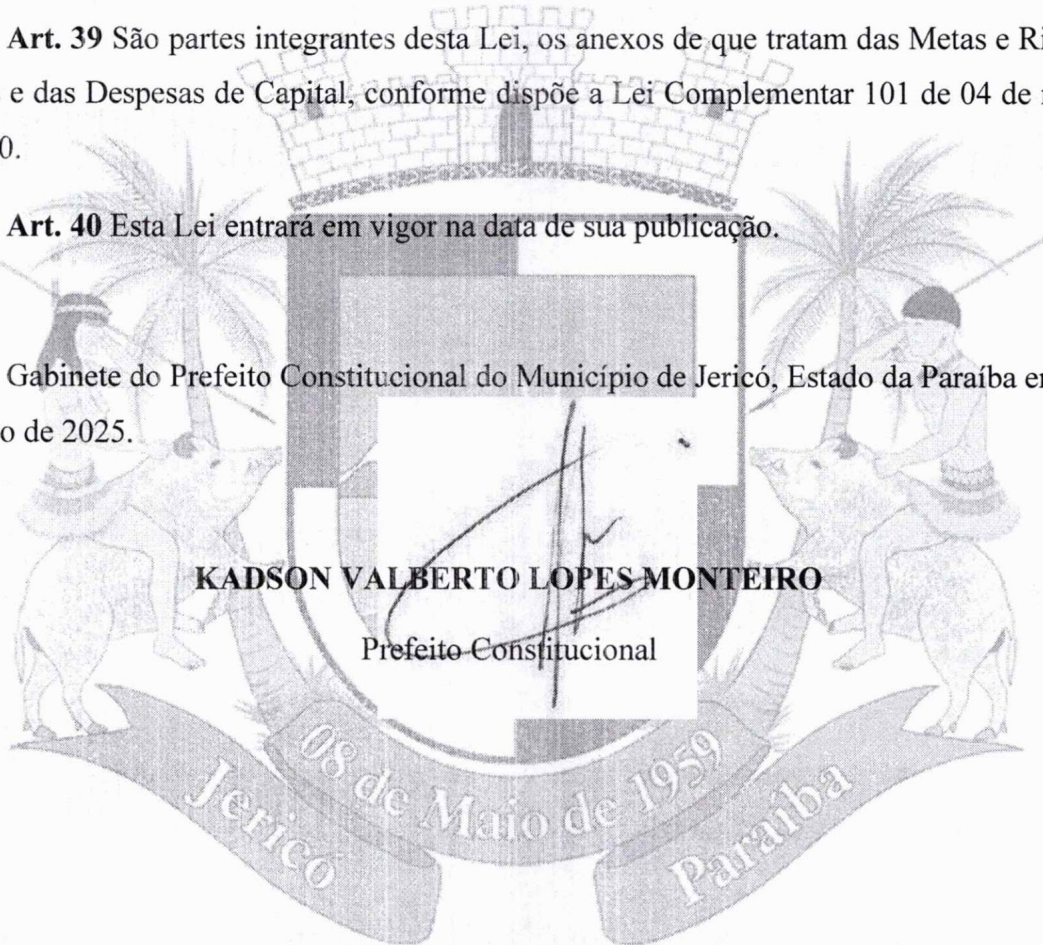 Art. 39 São partes integrantes desta Lei, os anexos de que tratam das Metas e
e das Despesas de Capital, conforme dispõe a Lei Complementar 101 de 04 de
0.
Art. 40 Esta Lei entrará em vigor na data de sua publicação.
Gabinete do Prefeito Constitucional do Município de Jericó, Estado da Paraíba
o de 2025.
KADSON VALBERTO LOPES MONTEIRO
Prefeito Constitucional
08 de Maio de 1959
Jericó
Paraíba